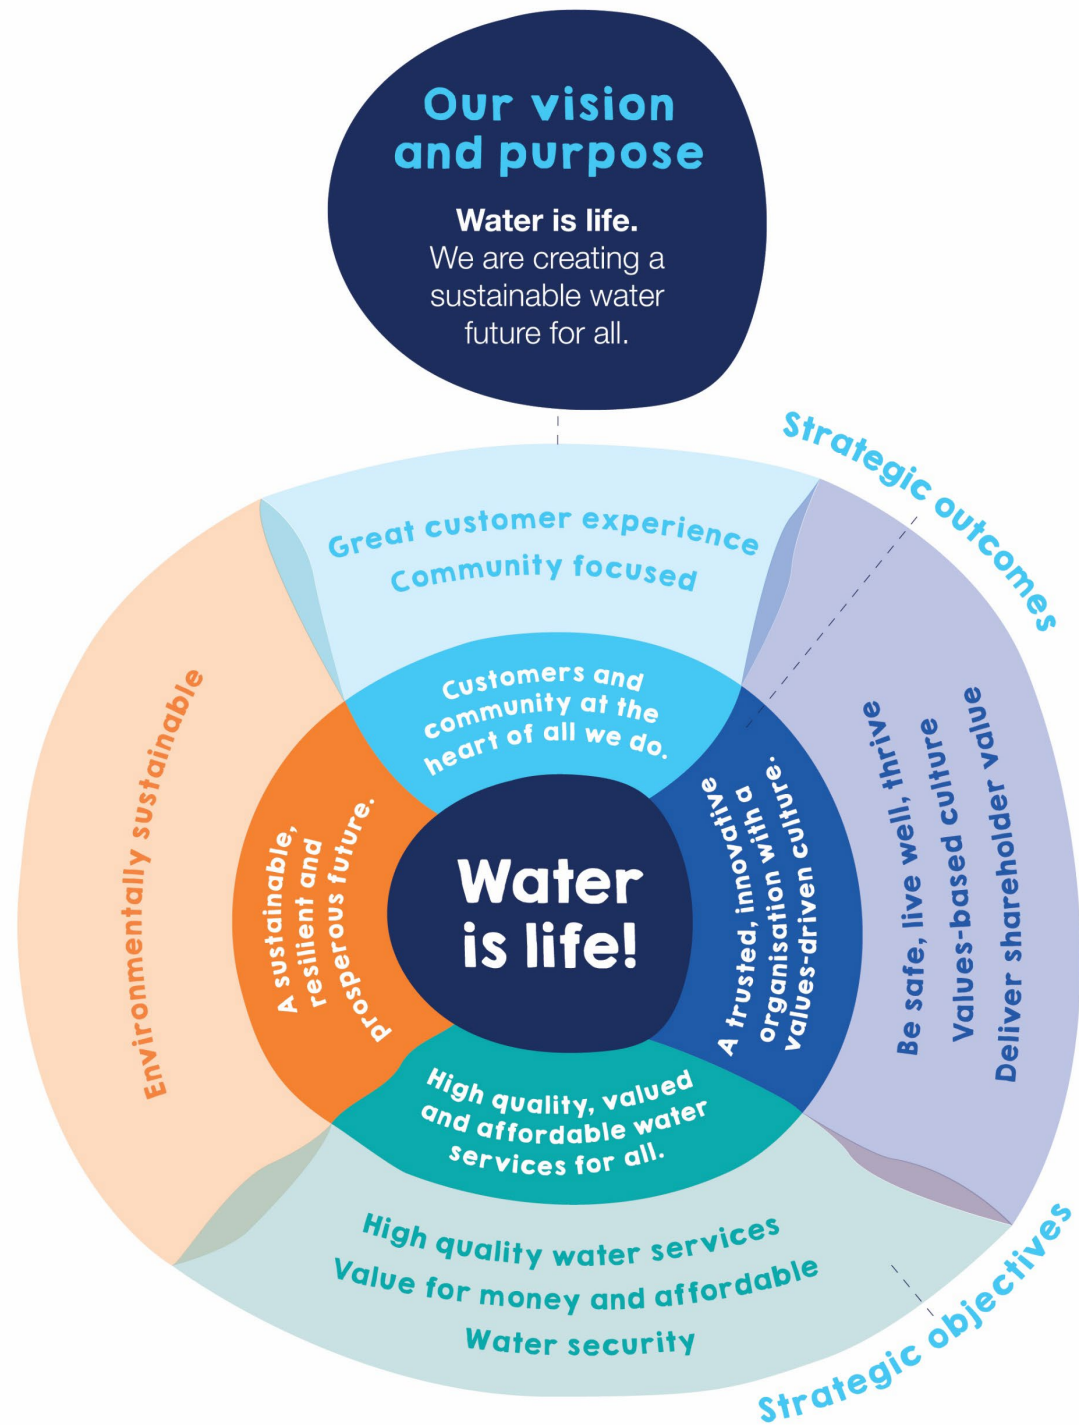 Our vision
and purpose
Water is life.
We are creating a
sustainable water
future for all.
Strategic outcomes
Great customer experience
Community focused
Customers and
community at the
heart of all we do.
Environmentally sustainable
A sustainable,
resilient and
prosperous future.
Water
is life!
A trusted, innovative
organisation with a
values-driven culture.
Be safe, live well, thrive
Values-based culture
Deliver shareholder value
High quality, valued
and affordable water
services for all.
High quality water services
Value for money and affordable
Water security
Strategic objectives